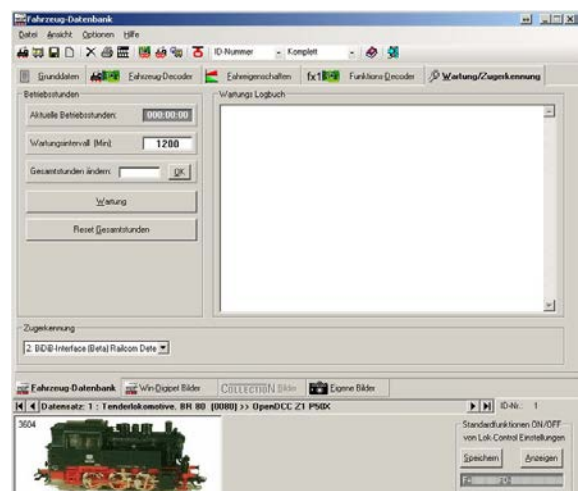 Fahrzeug-Datenbank
Datei Ansicht Optionen Hilfe
ID-Nummer - Komplett -
Grunddaten Fahrzeug-Decoder Fahreigenschaften fx1 Funktions-Decoder Wartung/Zugerkennung
Betriebsstunden
Wartungs Logbuch
Aktuelle Betriebsstunden: 000:00:00
Wartungsintervall (Min): 1200
Gesamtstunden ändern: OK
Wartung
Reset Gesamtstunden
Zugerkennung
2: BiDiB-Interface (Beta) Railcom Dete
Fahrzeug-Datenbank Win-Digipet Bilder COLLECTION Bilder Eigene Bilder
Datensatz: 1 : Tenderlokomotive, BR 80 (0080) >> OpenDCC Z1 P50X ID-Nr.: 1
3604
Standardfunktionen ON/OFF
von Lok-Control Einstellungen
Speichern Anzeigen